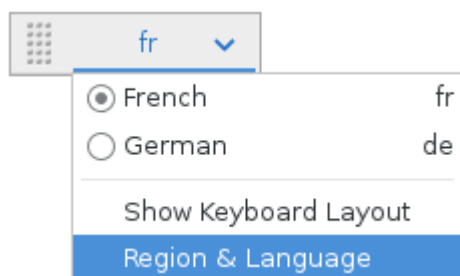 fr
French fr
German de
Show Keyboard Layout
Region & Language